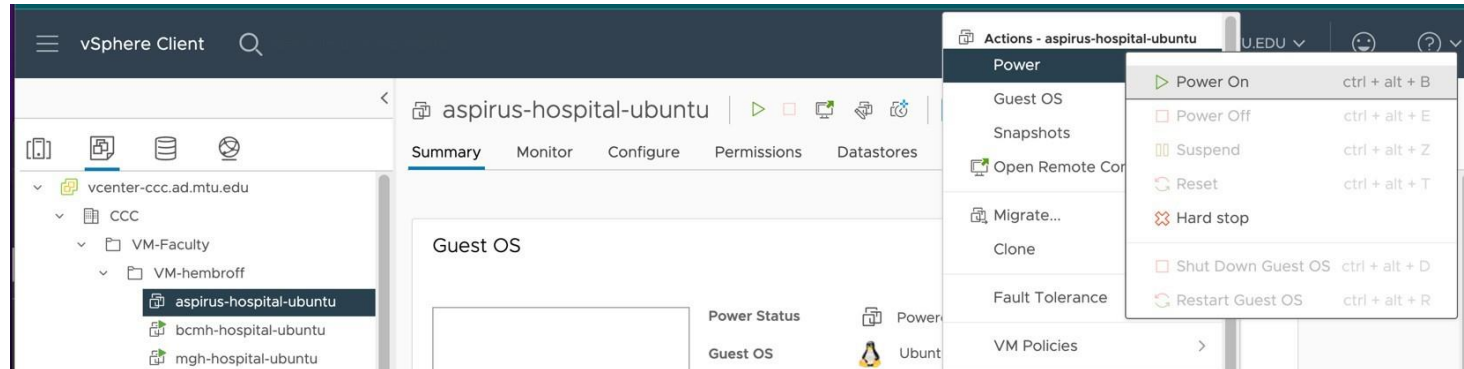 vSphere Client
U.EDU
aspirus-hospital-ubuntu
Summary Monitor Configure Permissions Datastores
vcenter-ccc.ad.mtu.edu
CCC
VM-Faculty
VM-hembroff
aspirus-hospital-ubuntu
bcmh-hospital-ubuntu
mgh-hospital-ubuntu
Guest OS
Power Status Power
Guest OS Ubunt
Actions - aspirus-hospital-ubuntu
Power
Guest OS
Snapshots
Open Remote Con
Migrate...
Clone
Fault Tolerance
VM Policies
Power On ctrl + alt + B
Power Off ctrl + alt + E
Suspend ctrl + alt + Z
Reset ctrl + alt + T
Hard stop
Shut Down Guest OS ctrl + alt + D
Restart Guest OS ctrl + alt + R